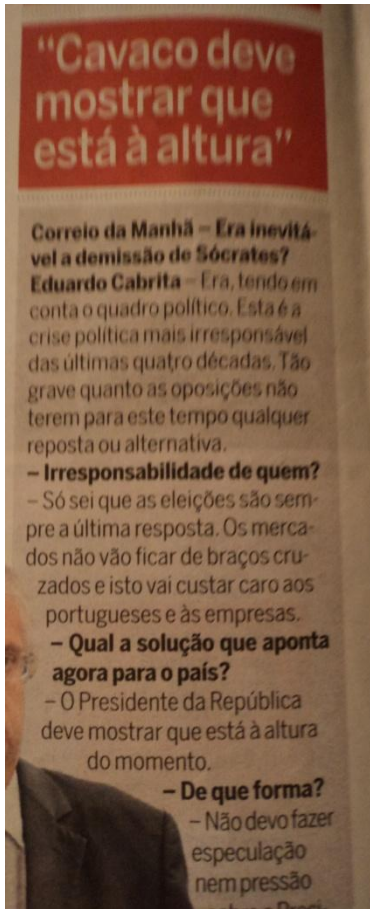 “Cavaco deve
mostrar que
está à altura”
Correio da Manhã – Era inevitá-
vel a demissão de Sócrates?
Eduardo Cabrita – Era, tendo em
conta o quadro político. Esta é a
crise política mais irresponsável
das últimas quatro décadas. Tão
grave quanto as oposições não
terem para este tempo qualquer
reposta ou alternativa.
– Irresponsabilidade de quem?
– Só sei que as eleições são sem-
pre a última resposta. Os merca-
dos não vão ficar de braços cru-
zados e isto vai custar caro aos
portugueses e às empresas.
– Qual a solução que aponta
agora para o país?
– O Presidente da República
deve mostrar que está à altura
do momento.
– De que forma?
– Não devo fazer
especulação
nem pressão